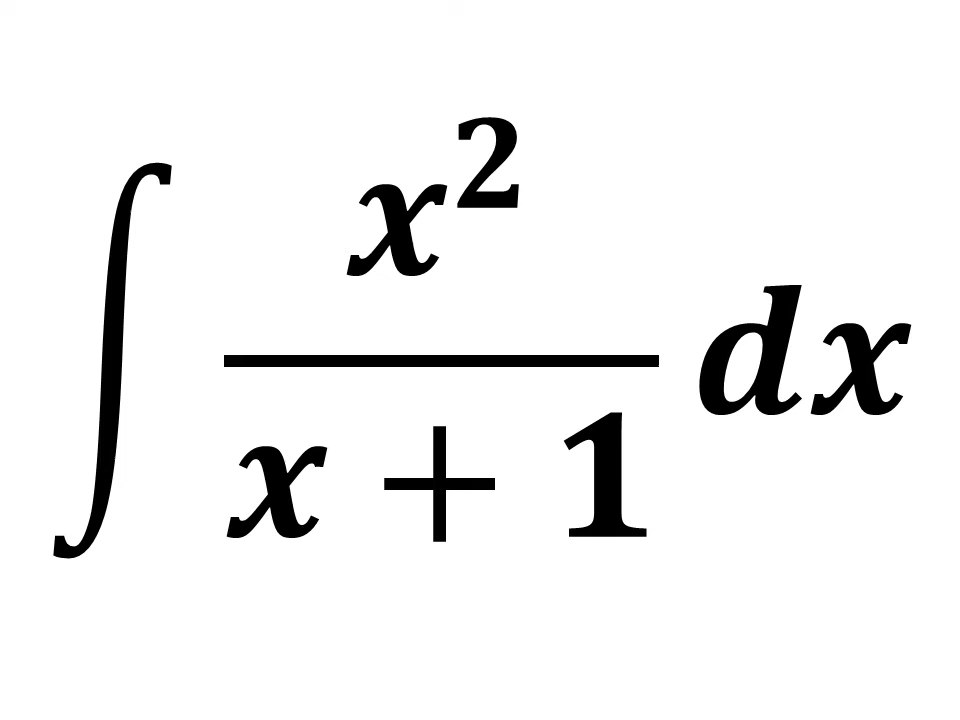 ∫ x²/(x + 1) dx